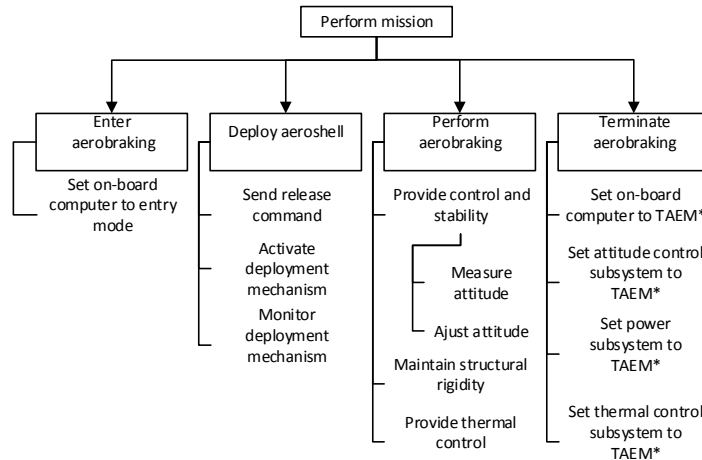 Perform mission
Enter
aerobraking
Deploy aeroshell
Perform
aerobraking
Terminate
aerobraking
Set on-board
computer to entry
mode
Send release
command
Activate
deployment
mechanism
Monitor
deployment
mechanism
Provide control and
stability
Measure
attitude
Ajust attitude
Maintain structural
rigidity
Provide thermal
control
Set on-board
computer to TAEM*
Set attitude control
subsystem to
TAEM*
Set power
subsystem to
TAEM*
Set thermal control
subsystem to
TAEM*